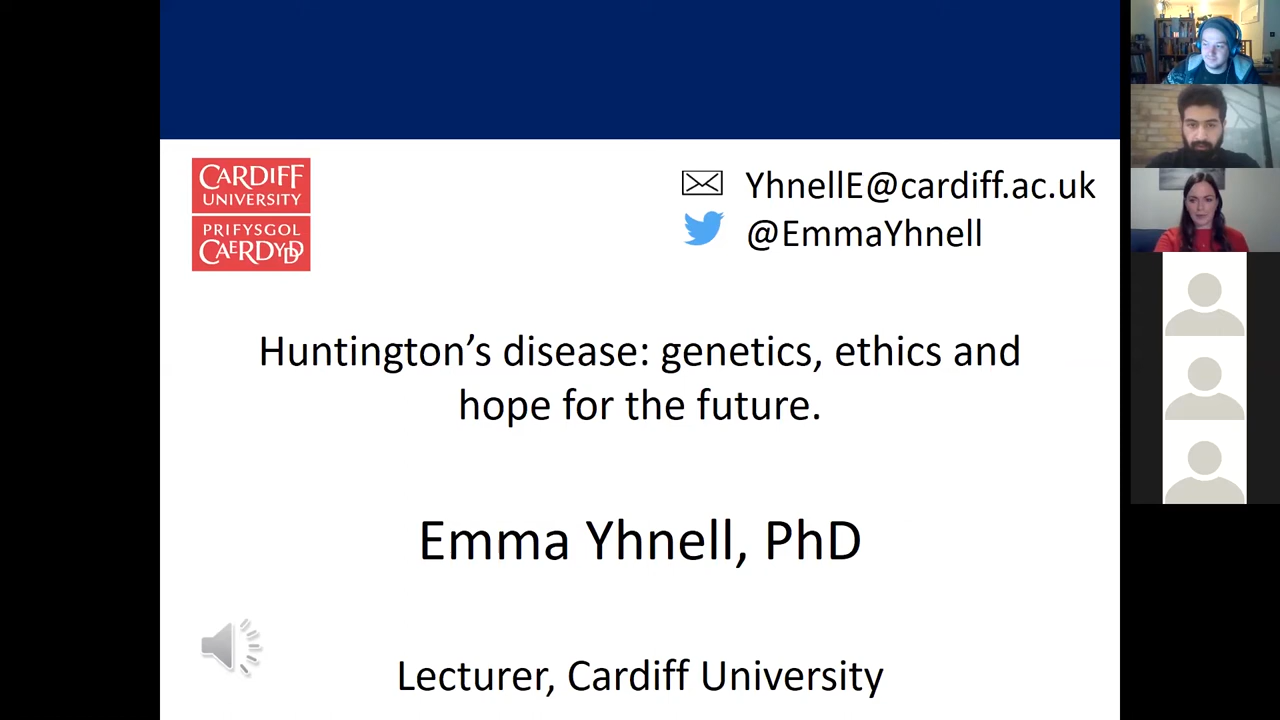 CARDIFF
UNIVERSITY
PRIFYSGOL
CAERDYDD
YhnellE@cardiff.ac.uk
@EmmaYhnell
Huntington's disease: genetics, ethics and
hope for the future.
Emma Yhnell, PhD
Lecturer, Cardiff University